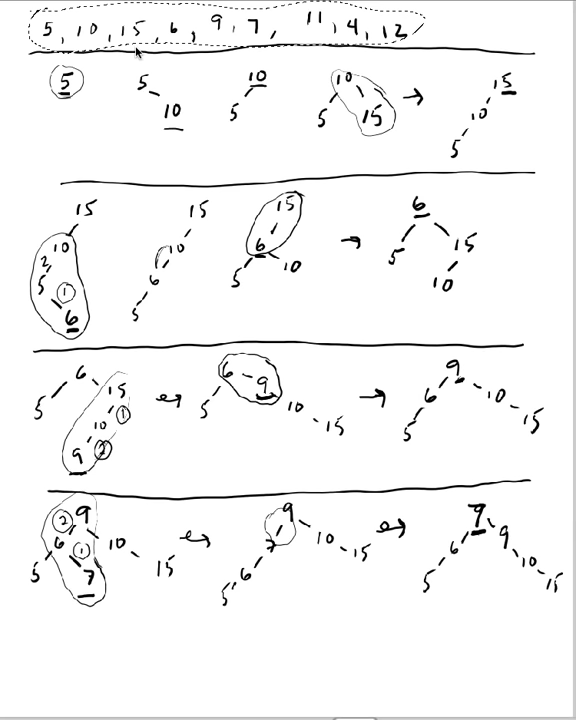 5, 10, 15, 6, 9, 7, 11, 4, 12
5 5 10 10 15
10 5 5 15 → 10
5
15 15 15 6
10 10 6 → 5 15
2 5 1 6 5 10 10
6 5
6 15 6 9 9
5 10 1 → 5 10 15 → 6 10 15
9 2 5
2 9 9 7
6 1 10 → 7 10 15 → 6 9
5 7 15 6 5 10
5 15